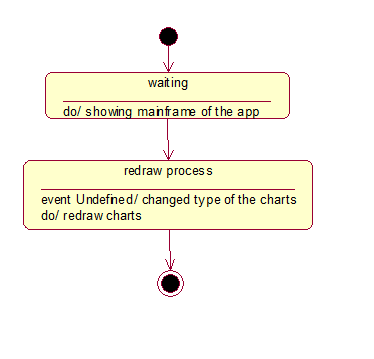 waiting
do/ showing mainframe of the app
redraw process
event Undefined/ changed type of the charts
do/ redraw charts